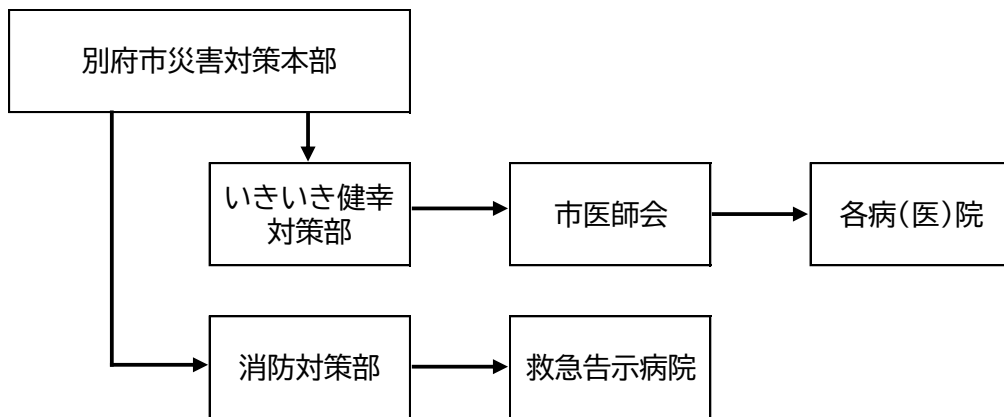 別府市災害対策本部
いきいき健幸
対策部
市医師会
各病(医)院
消防対策部
救急告示病院